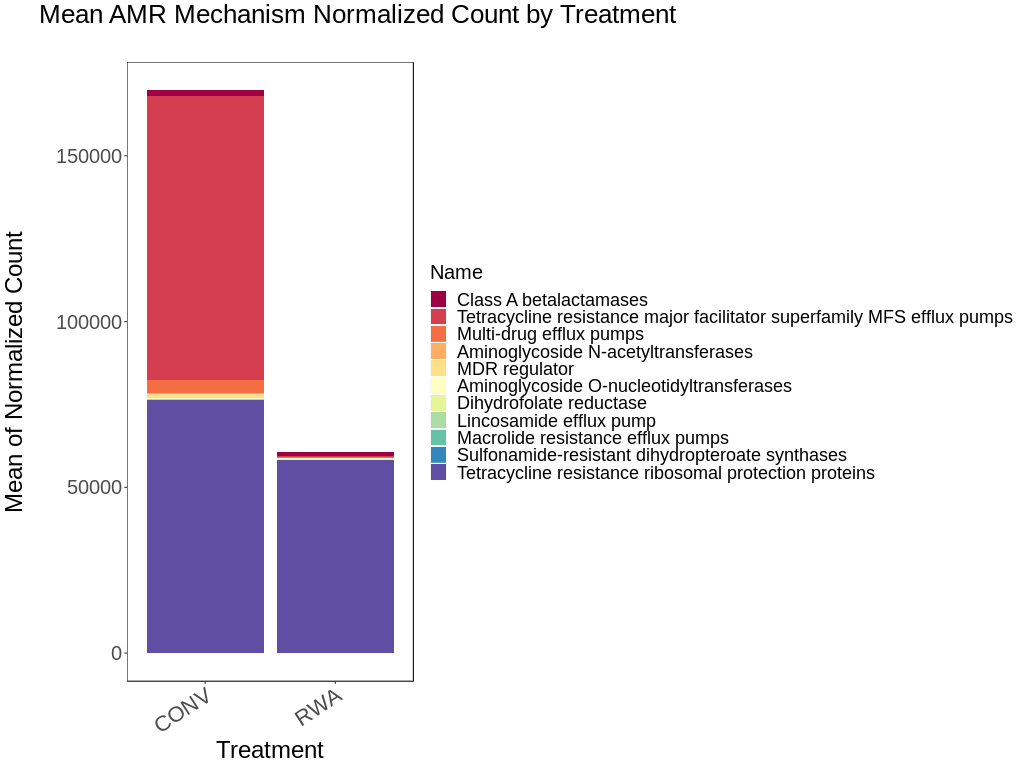 Mean AMR Mechanism Normalized Count by Treatment
Mean of Normalized Count
150000
100000
50000
0
CONV
RWA
Treatment
Name
Class A betalactamases
Tetracycline resistance major facilitator superfamily MFS efflux pumps
Multi-drug efflux pumps
Aminoglycoside N-acetyltransferases
MDR regulator
Aminoglycoside O-nucleotidyltransferases
Dihydrofolate reductase
Lincosamide efflux pump
Macrolide resistance efflux pumps
Sulfonamide-resistant dihydropteroate synthases
Tetracycline resistance ribosomal protection proteins